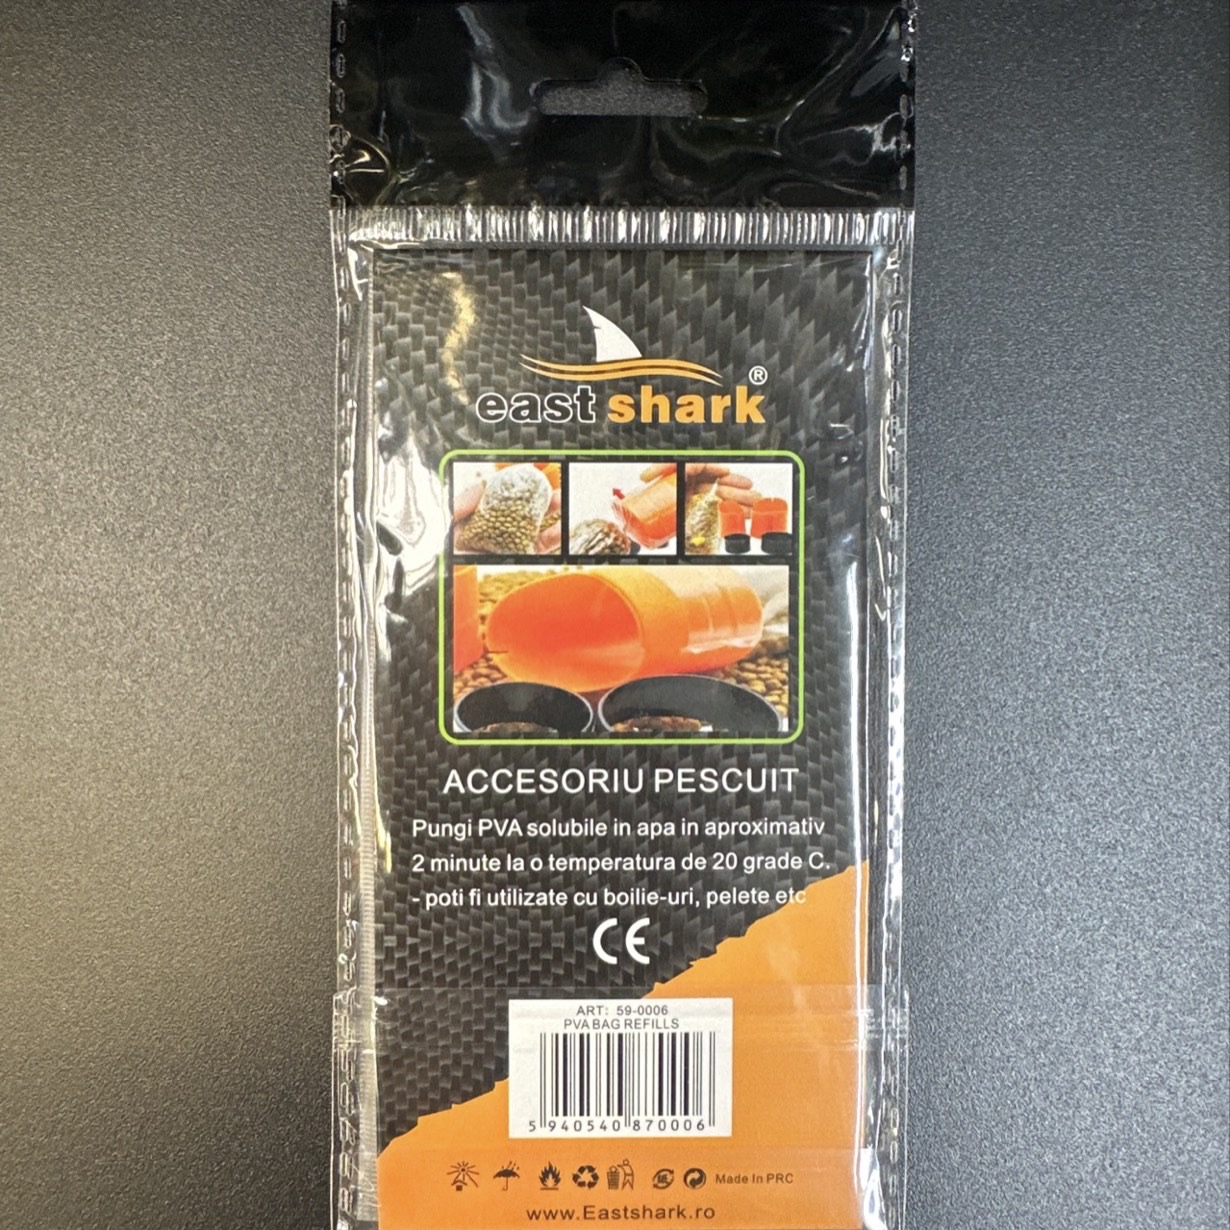 east shark ®
ACCESORIU PESCUIT
Pungi PVA solubile in apa in aproximativ
2 minute la o temperatura de 20 grade C.
- poti fi utilizate cu boilie-uri, pelete etc
CE
ART: 59-0006
PVA BAG REFILLS
5 940540 870006
Made In PRC
www.Eastshark.ro